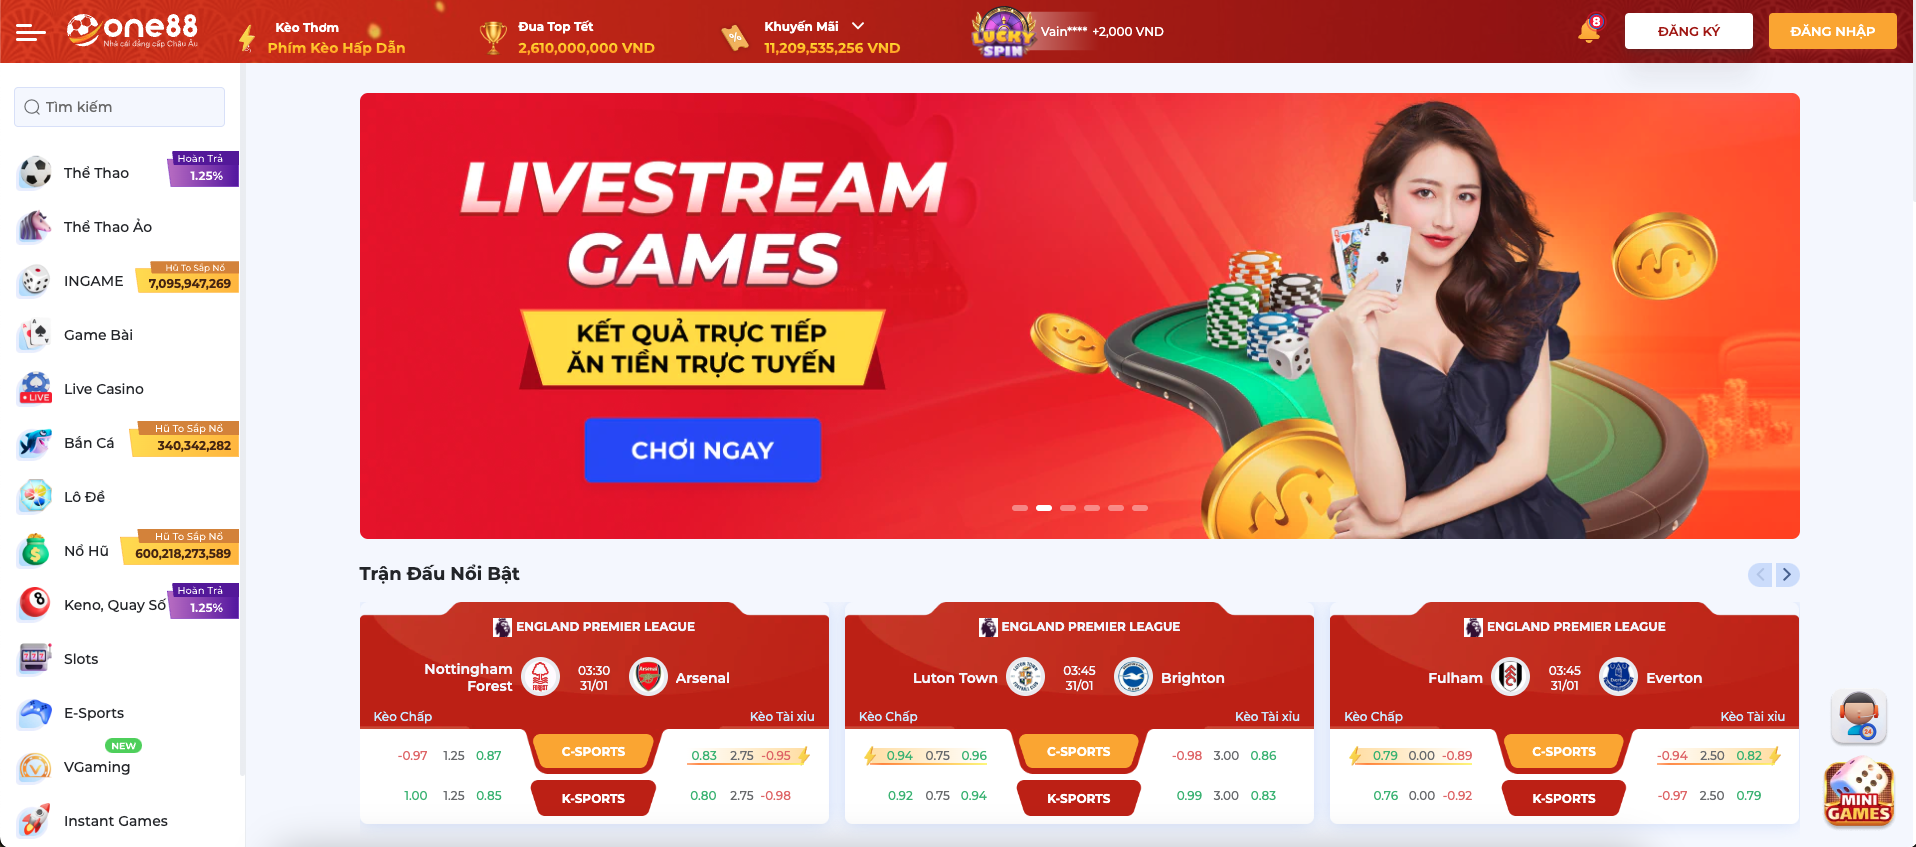 one88
Nhà cái đẳng cấp Châu Âu
Kèo Thơm
Phím Kèo Hấp Dẫn
Đua Top Tết
2,610,000,000 VND
%
Khuyến Mãi
11,209,535,256 VND
LUCKY
SPIN
Vain**** +2,000 VND
8
ĐĂNG KÝ
ĐĂNG NHẬP
Tìm kiếm
Thể Thao
Hoàn Trả
1.25%
Thể Thao Ảo
INGAME
Hũ To Sắp Nổ
7,095,947,269
Game Bài
Live Casino
LIVE
Bắn Cá
Hũ To Sắp Nổ
340,342,282
Lô Đề
Nổ Hũ
Hũ To Sắp Nổ
600,218,273,589
Keno, Quay Số
Hoàn Trả
1.25%
Slots
E-Sports
NEW
VGaming
Instant Games
LIVESTREAM
GAMES
KẾT QUẢ TRỰC TIẾP
ĂN TIỀN TRỰC TUYẾN
CHƠI NGAY
Trận Đấu Nổi Bật
ENGLAND PREMIER LEAGUE
Nottingham
Forest
03:30
31/01
Arsenal
Kèo Chấp
Kèo Tài xỉu
-0.97 1.25 0.87
C-SPORTS
0.83 2.75 -0.95
1.00 1.25 0.85
K-SPORTS
0.80 2.75 -0.98
ENGLAND PREMIER LEAGUE
Luton Town
03:45
31/01
Brighton
Kèo Chấp
Kèo Tài xỉu
0.94 0.75 0.96
C-SPORTS
-0.98 3.00 0.86
0.92 0.75 0.94
K-SPORTS
0.99 3.00 0.83
ENGLAND PREMIER LEAGUE
Fulham
03:45
31/01
Everton
Kèo Chấp
Kèo Tài xỉu
0.79 0.00 -0.89
C-SPORTS
-0.94 2.50 0.82
0.76 0.00 -0.92
K-SPORTS
-0.97 2.50 0.79
24
MINI
GAMES